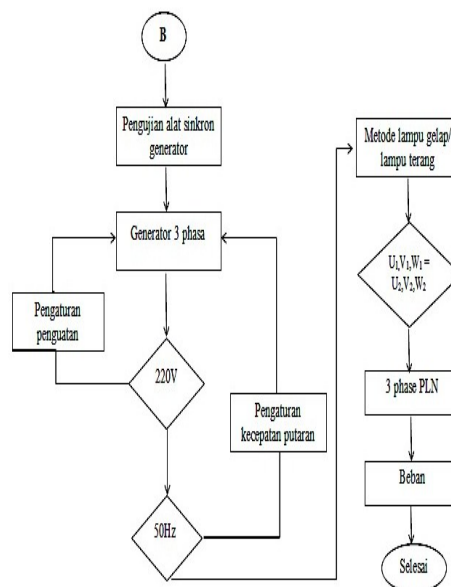 B
Pengujian alat sinkron
generator
Generator 3 phasa
Pengaturan
penguatan
220V
Pengaturan
kecepatan putaran
50Hz
Metode lampu gelap/
lampu terang
U1,V1,W1 =
U2,V2,W2
3 phase PLN
Beban
Selesai